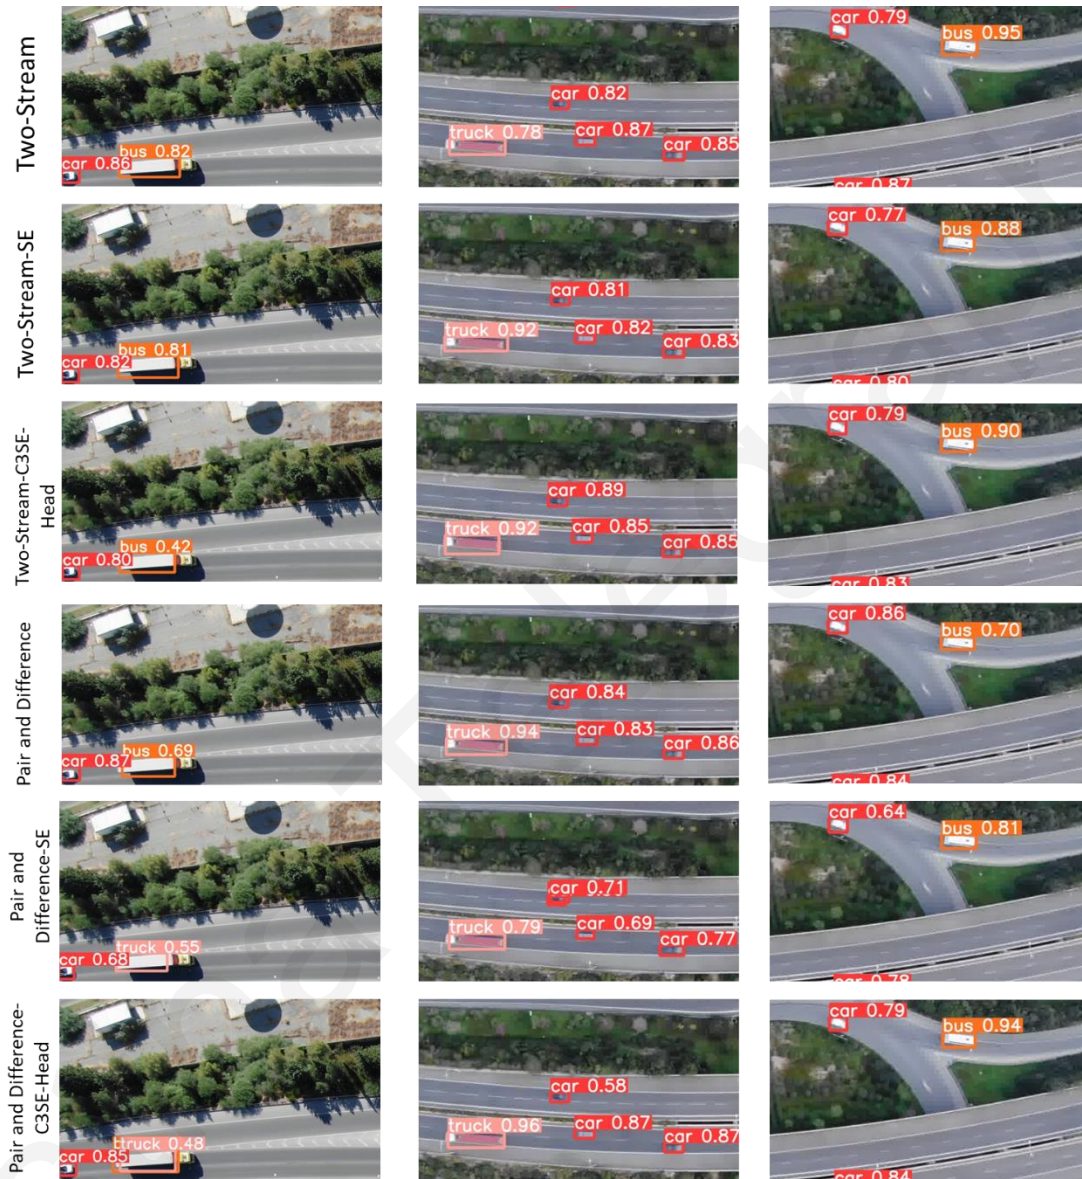 Two-Stream
car 0.86
bus 0.82
car 0.82
truck 0.78
car 0.87
car 0.85
car 0.79
bus 0.95
car 0.87
Two-Stream-SE
car 0.82
bus 0.81
car 0.81
truck 0.92
car 0.82
car 0.83
car 0.77
bus 0.88
car 0.80
Two-Stream-C3SE-
Head
car 0.80
bus 0.42
car 0.89
truck 0.92
car 0.85
car 0.85
car 0.79
bus 0.90
car 0.83
Pair and Difference
car 0.87
bus 0.69
car 0.84
truck 0.94
car 0.83
car 0.86
car 0.86
bus 0.70
car 0.84
Pair and
Difference-SE
car 0.68
truck 0.55
car 0.71
truck 0.79
car 0.69
car 0.77
car 0.64
bus 0.81
car 0.78
Pair and Difference-
C3SE-Head
car 0.85
truck 0.48
car 0.58
truck 0.96
car 0.87
car 0.87
car 0.79
bus 0.94
car 0.84